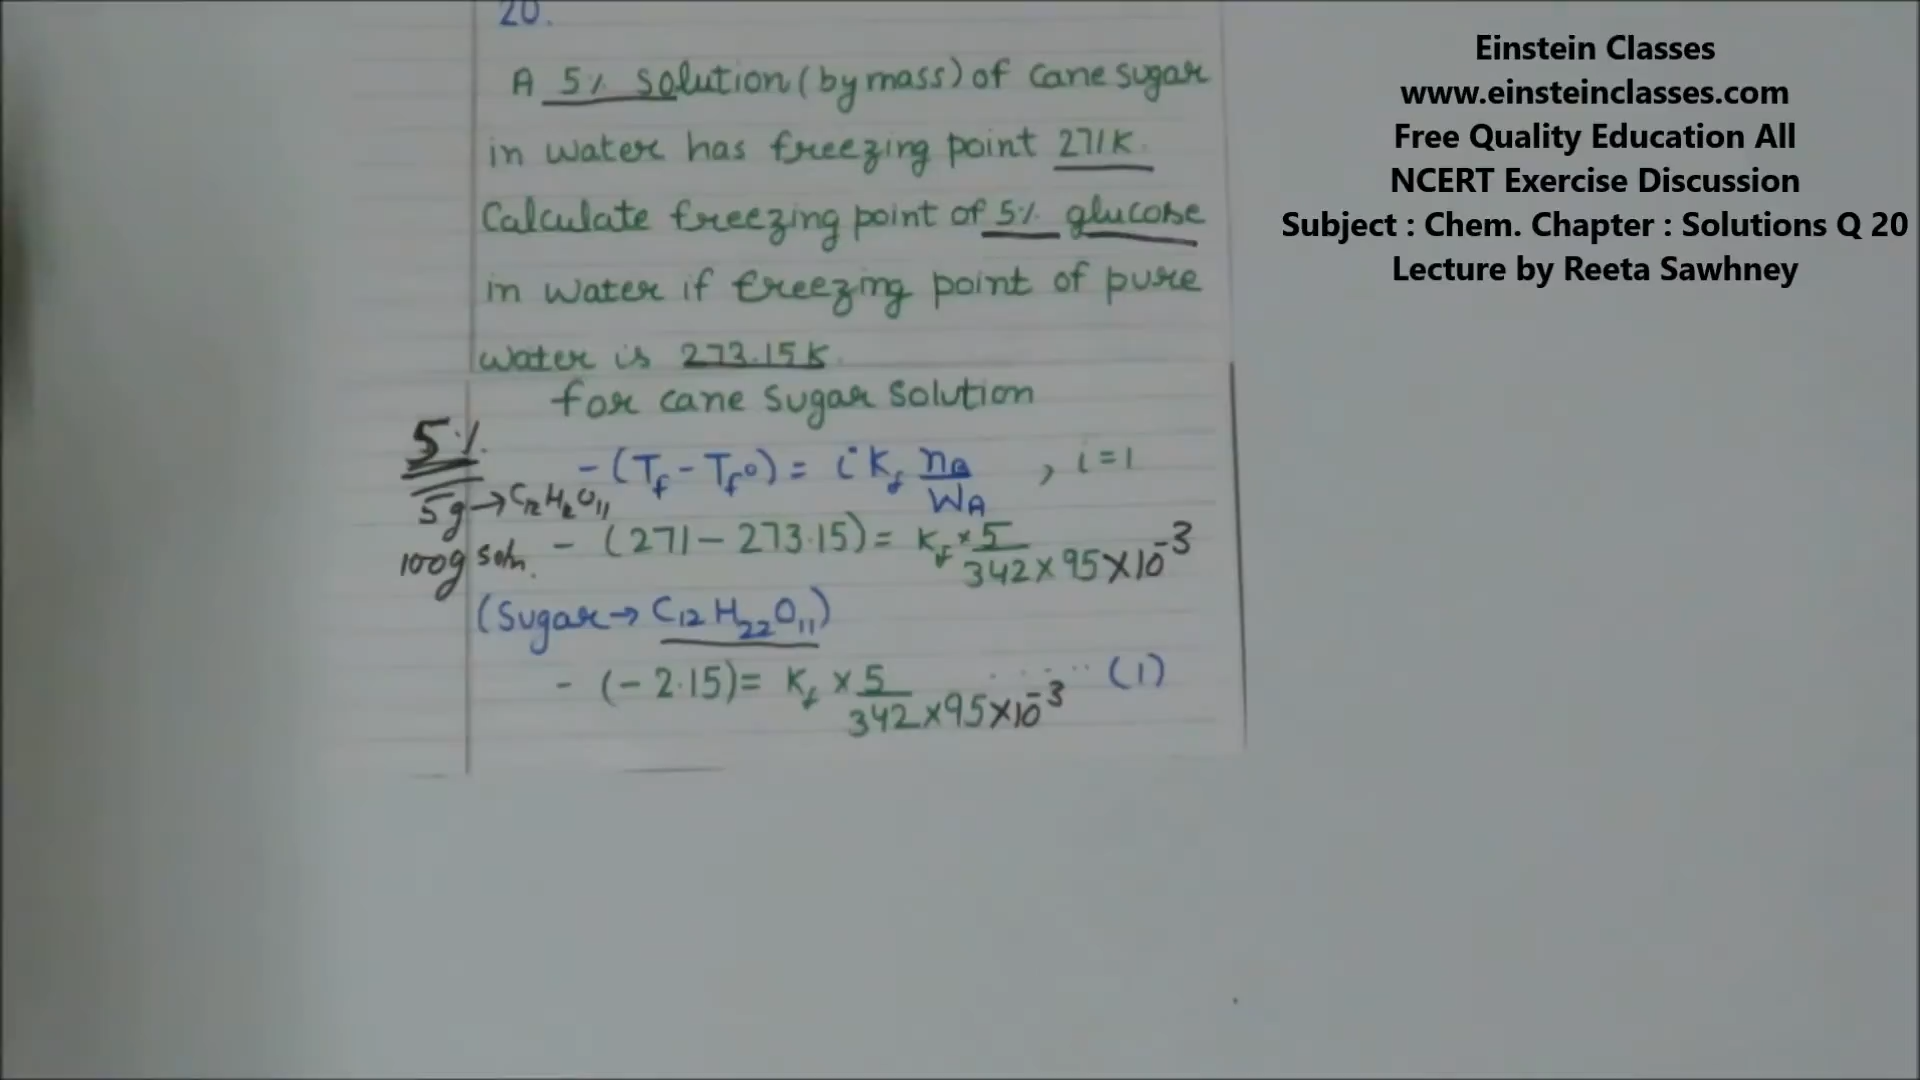 20.
A 5% solution (by mass) of cane sugar
in water has freezing point 271K.
Calculate freezing point of 5% glucose
in water if freezing point of pure
water is 273.15K.
for cane sugar solution
5%
-(Tf - Tf°) = i Kf nB/WA , i=1
5g → C12H22O11
100g soln.
- (271 - 273.15) = Kf × 5/342×95×10^-3
(Sugar → C12H22O11)
- (-2.15) = Kf × 5/342×95×10^-3 ..... (1)
Einstein Classes
www.einsteinclasses.com
Free Quality Education All
NCERT Exercise Discussion
Subject : Chem. Chapter : Solutions Q 20
Lecture by Reeta Sawhney